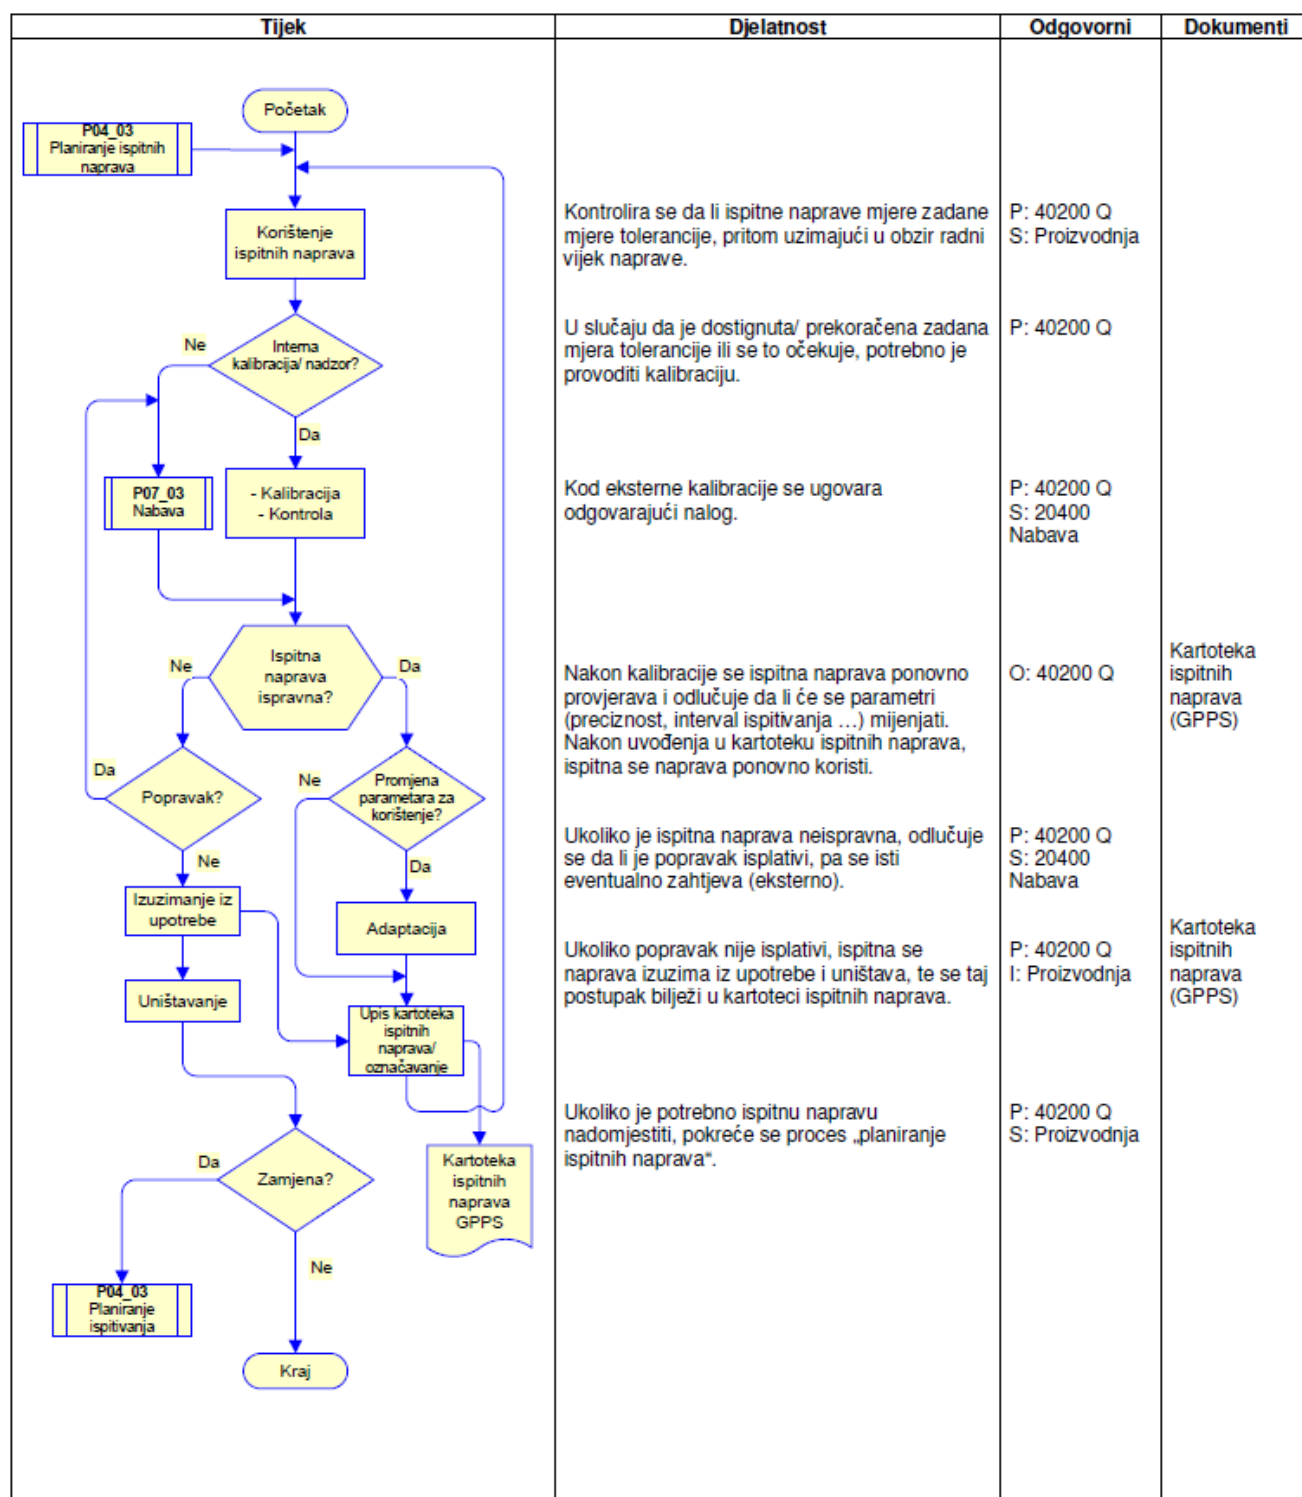 Tijek
Djelatnost
Odgovorni
Dokumenti
Početak
P04_03
Planiranje ispitnih
naprava
Korištenje
ispitnih naprava
Kontrolira se da li ispitne naprave mjere zadane
mjere tolerancije, pritom uzimajući u obzir radni
vijek naprave.
P: 40200 Q
S: Proizvodnja
Ne
Interna
kalibracija/ nadzor?
Da
U slučaju da je dostignuta/ prekoračena zadana
mjera tolerancije ili se to očekuje, potrebno je
provoditi kalibraciju.
P: 40200 Q
P07_03
Nabava
- Kalibracija
- Kontrola
Kod eksterne kalibracije se ugovara
odgovarajući nalog.
P: 40200 Q
S: 20400
Nabava
Ne
Ispitna
naprava
ispravna?
Da
Nakon kalibracije se ispitna naprava ponovno
provjerava i odlučuje da li će se parametri
(preciznost, interval ispitivanja …) mijenjati.
Nakon uvođenja u kartoteku ispitnih naprava,
ispitna se naprava ponovno koristi.
O: 40200 Q
Kartoteka
ispitnih
naprava
(GPPS)
Da
Popravak?
Ne
Ne
Promjena
parametara za
korištenje?
Da
Ukoliko je ispitna naprava neispravna, odlučuje
se da li je popravak isplativi, pa se isti
eventualno zahtjeva (eksterno).
P: 40200 Q
S: 20400
Nabava
Izuzimanje iz
upotrebe
Adaptacija
Uništavanje
Upis kartoteka
ispitnih
naprava/
označavanje
Ukoliko popravak nije isplativi, ispitna se
naprava izuzima iz upotrebe i uništava, te se taj
postupak bilježi u kartoteci ispitnih naprava.
P: 40200 Q
I: Proizvodnja
Kartoteka
ispitnih
naprava
(GPPS)
Da
Zamjena?
Ne
Kartoteka
ispitnih
naprava
GPPS
Ukoliko je potrebno ispitnu napravu
nadomjestiti, pokreće se proces „planiranje
ispitnih naprava“.
P: 40200 Q
S: Proizvodnja
P04_03
Planiranje
ispitivanja
Kraj